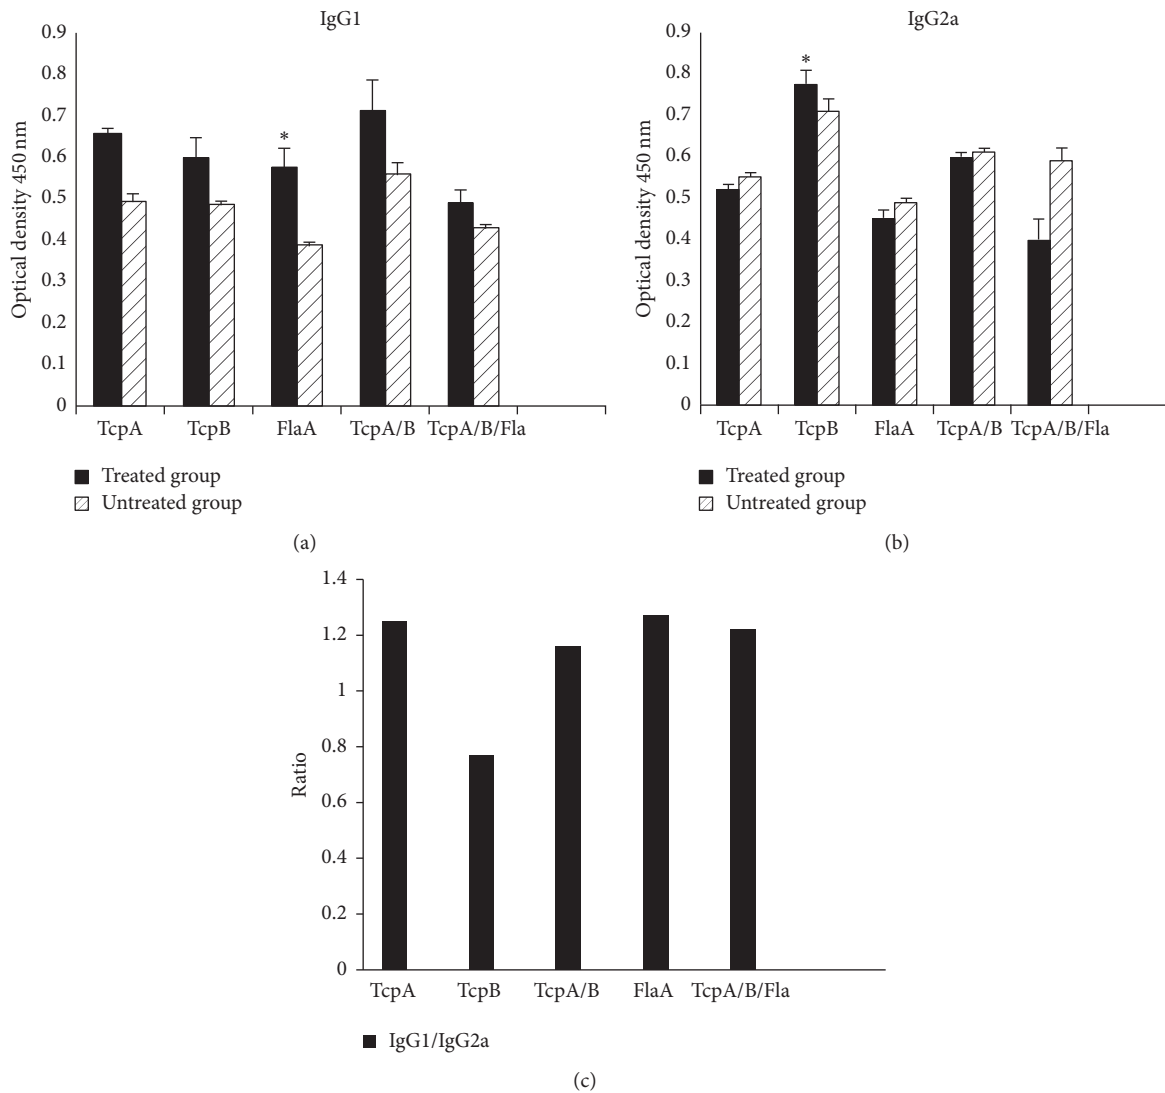 IgG1
Optical density 450 nm
0.9
0.8
0.7
0.6
0.5
0.4
0.3
0.2
0.1
0
*
TcpA TcpB FlaA TcpA/B TcpA/B/Fla
Treated group
Untreated group
(a)
IgG2a
Optical density 450 nm
0.9
0.8
0.7
0.6
0.5
0.4
0.3
0.2
0.1
0
*
TcpA TcpB FlaA TcpA/B TcpA/B/Fla
Treated group
Untreated group
(b)
Ratio
1.4
1.2
1
0.8
0.6
0.4
0.2
0
TcpA TcpB TcpA/B FlaA TcpA/B/Fla
IgG1/IgG2a
(c)